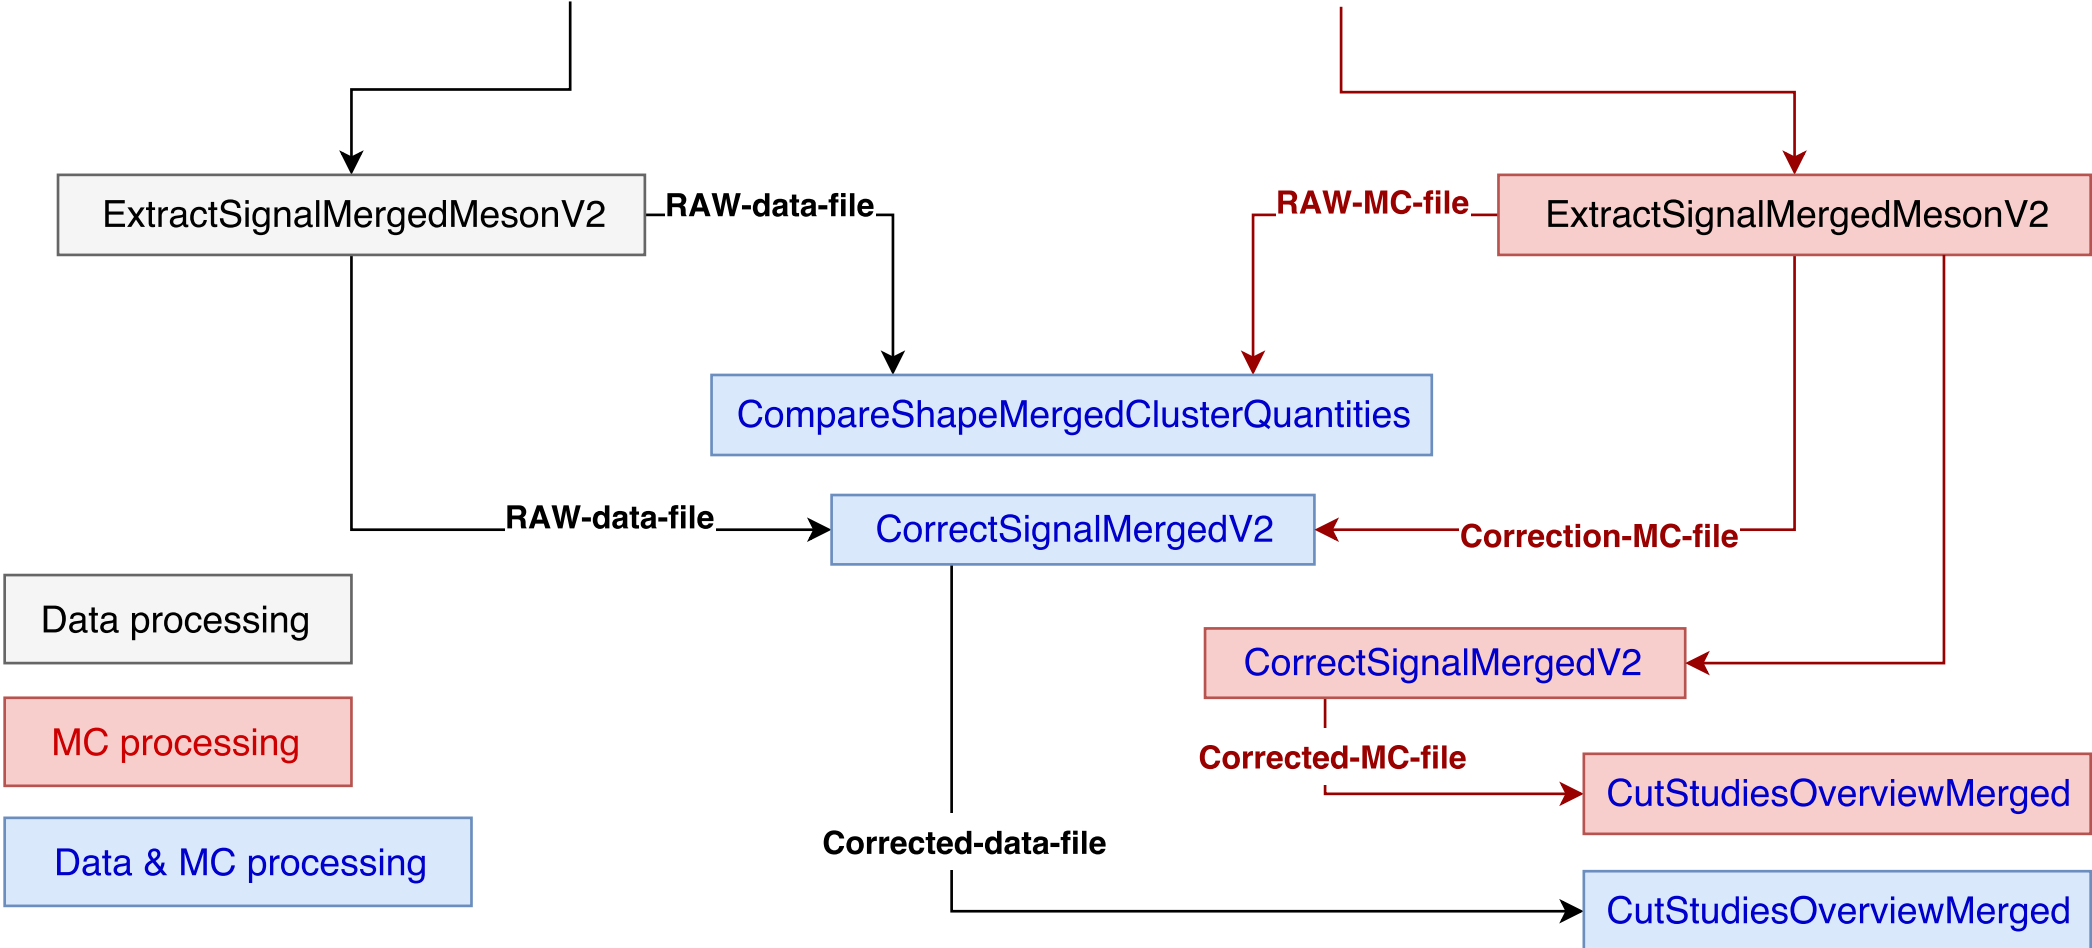 ExtractSignalMergedMesonV2
RAW-data-file
RAW-MC-file
ExtractSignalMergedMesonV2
CompareShapeMergedClusterQuantities
RAW-data-file
CorrectSignalMergedV2
Correction-MC-file
Data processing
CorrectSignalMergedV2
MC processing
Corrected-MC-file
CutStudiesOverviewMerged
Corrected-data-file
Data & MC processing
CutStudiesOverviewMerged